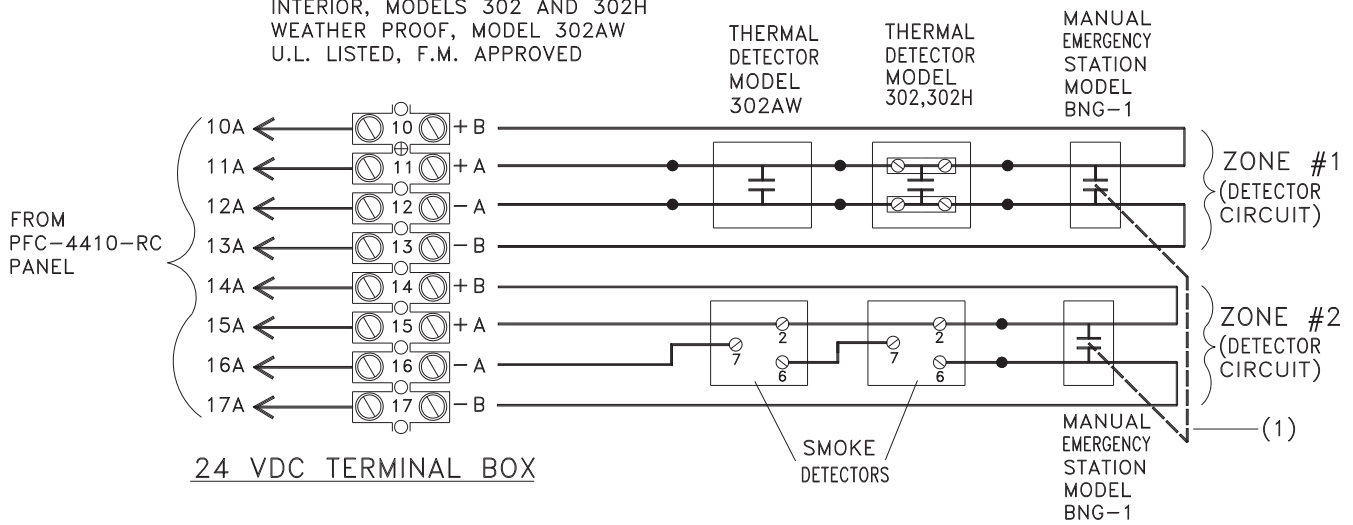 INTERIOR, MODELS 302 AND 302H
WEATHER PROOF, MODEL 302AW
U.L. LISTED, F.M. APPROVED
THERMAL
DETECTOR
MODEL
302AW
THERMAL
DETECTOR
MODEL
302,302H
MANUAL
EMERGENCY
STATION
MODEL
BNG-1
FROM
PFC-4410-RC
PANEL
10A 10 +B
11A 11 +A
12A 12 -A
13A 13 -B
14A 14 +B
15A 15 +A
16A 16 -A
17A 17 -B
ZONE #1
(DETECTOR
CIRCUIT)
2
7
6
2
7
6
ZONE #2
(DETECTOR
CIRCUIT)
SMOKE
DETECTORS
MANUAL
EMERGENCY
STATION
MODEL
BNG-1
(1)
24 VDC TERMINAL BOX